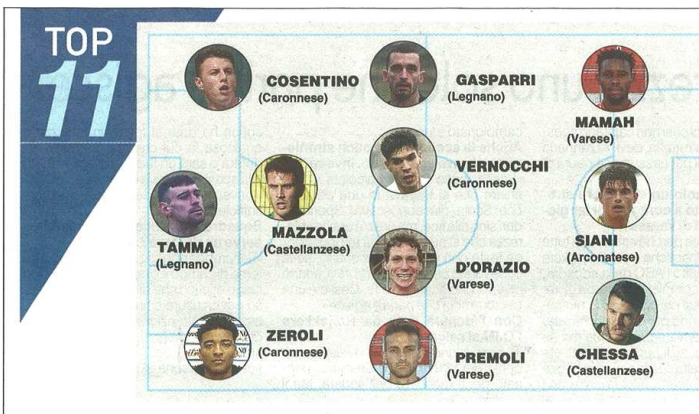 TOP
11
COSENTINO
(Caronnese)
GASPARRI
(Legnano)
MAMAH
(Varese)
VERNOCCHI
(Caronnese)
TAMMA
(Legnano)
MAZZOLA
(Castellanzese)
SIANI
(Arconatese)
D'ORAZIO
(Varese)
ZEROLI
(Caronnese)
PREMOLI
(Varese)
CHESSA
(Castellanzese)